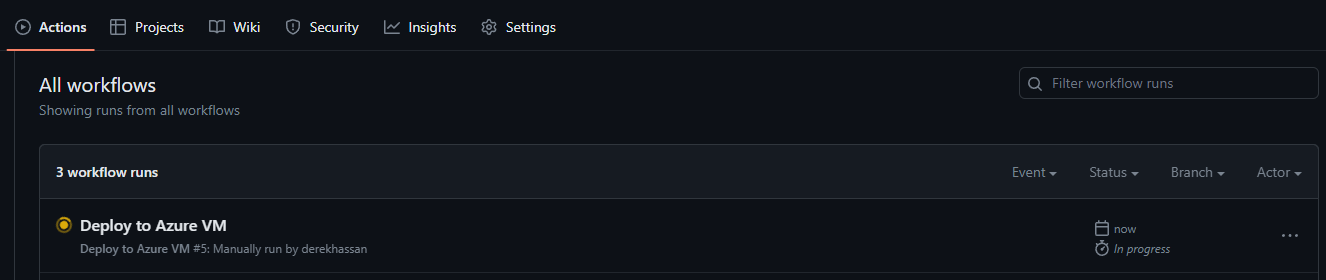 Actions Projects Wiki Security Insights Settings
All workflows
Filter workflow runs
Showing runs from all workflows
3 workflow runs Event Status Branch Actor
Deploy to Azure VM
now
Deploy to Azure VM #5: Manually run by derekhassan
In progress